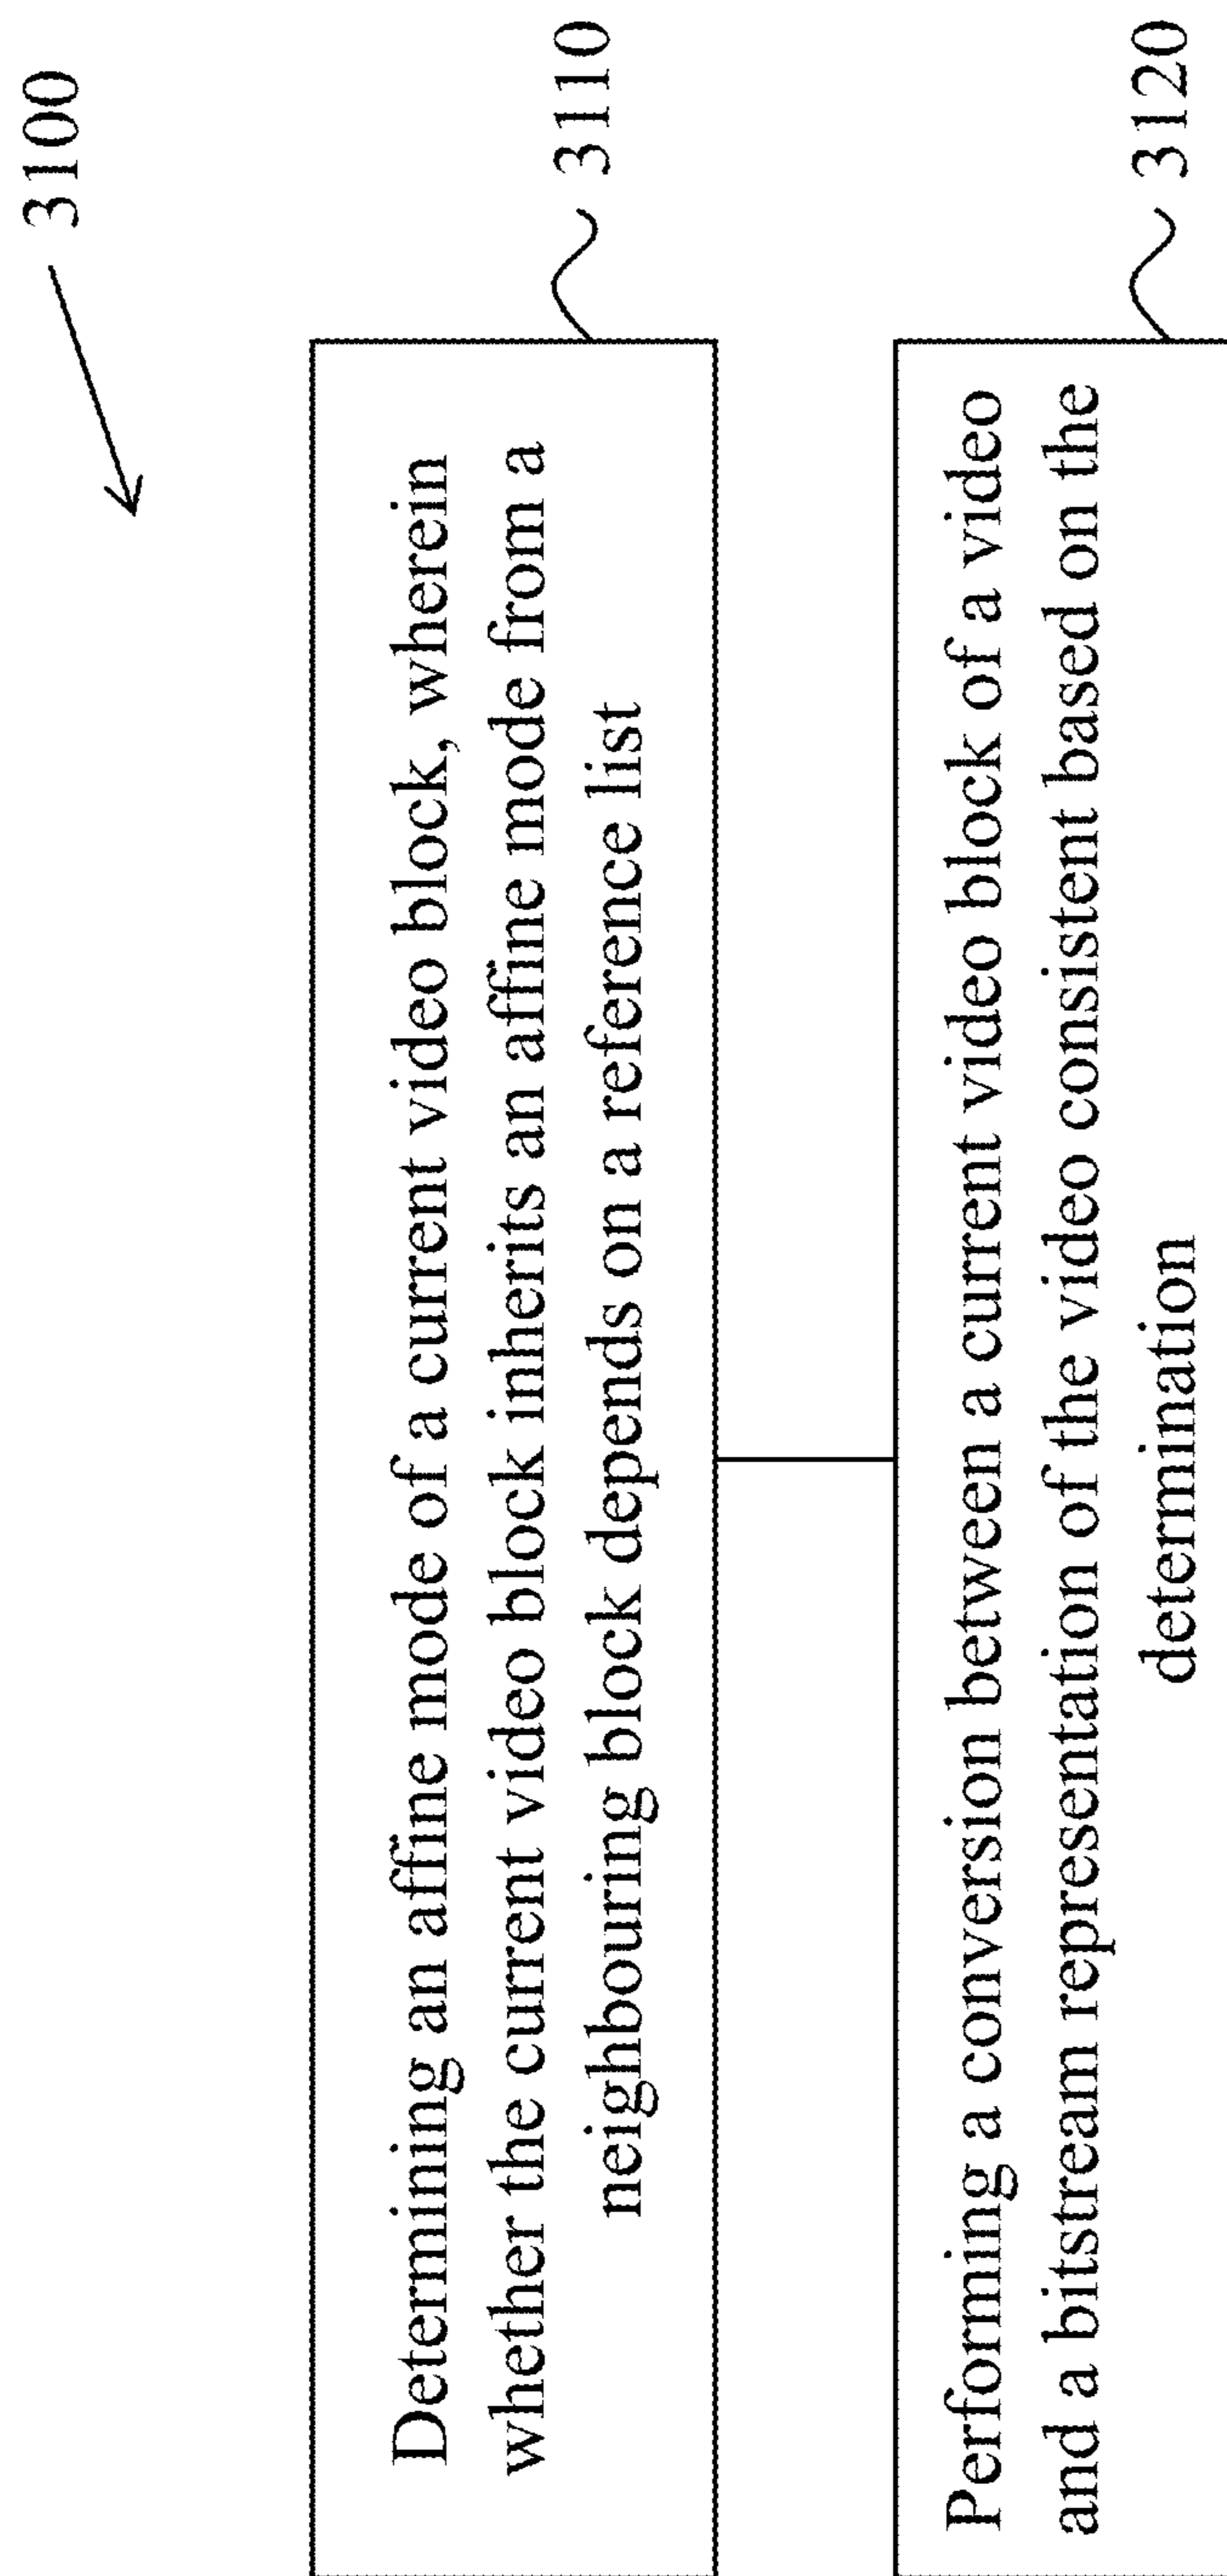 3100
Determining an affine mode of a current video block, wherein
whether the current video block inherits an affine mode from a
neighbouring block depends on a reference list
3110
Performing a conversion between a current video block of a video
and a bitstream representation of the video consistent based on the
determination
3120